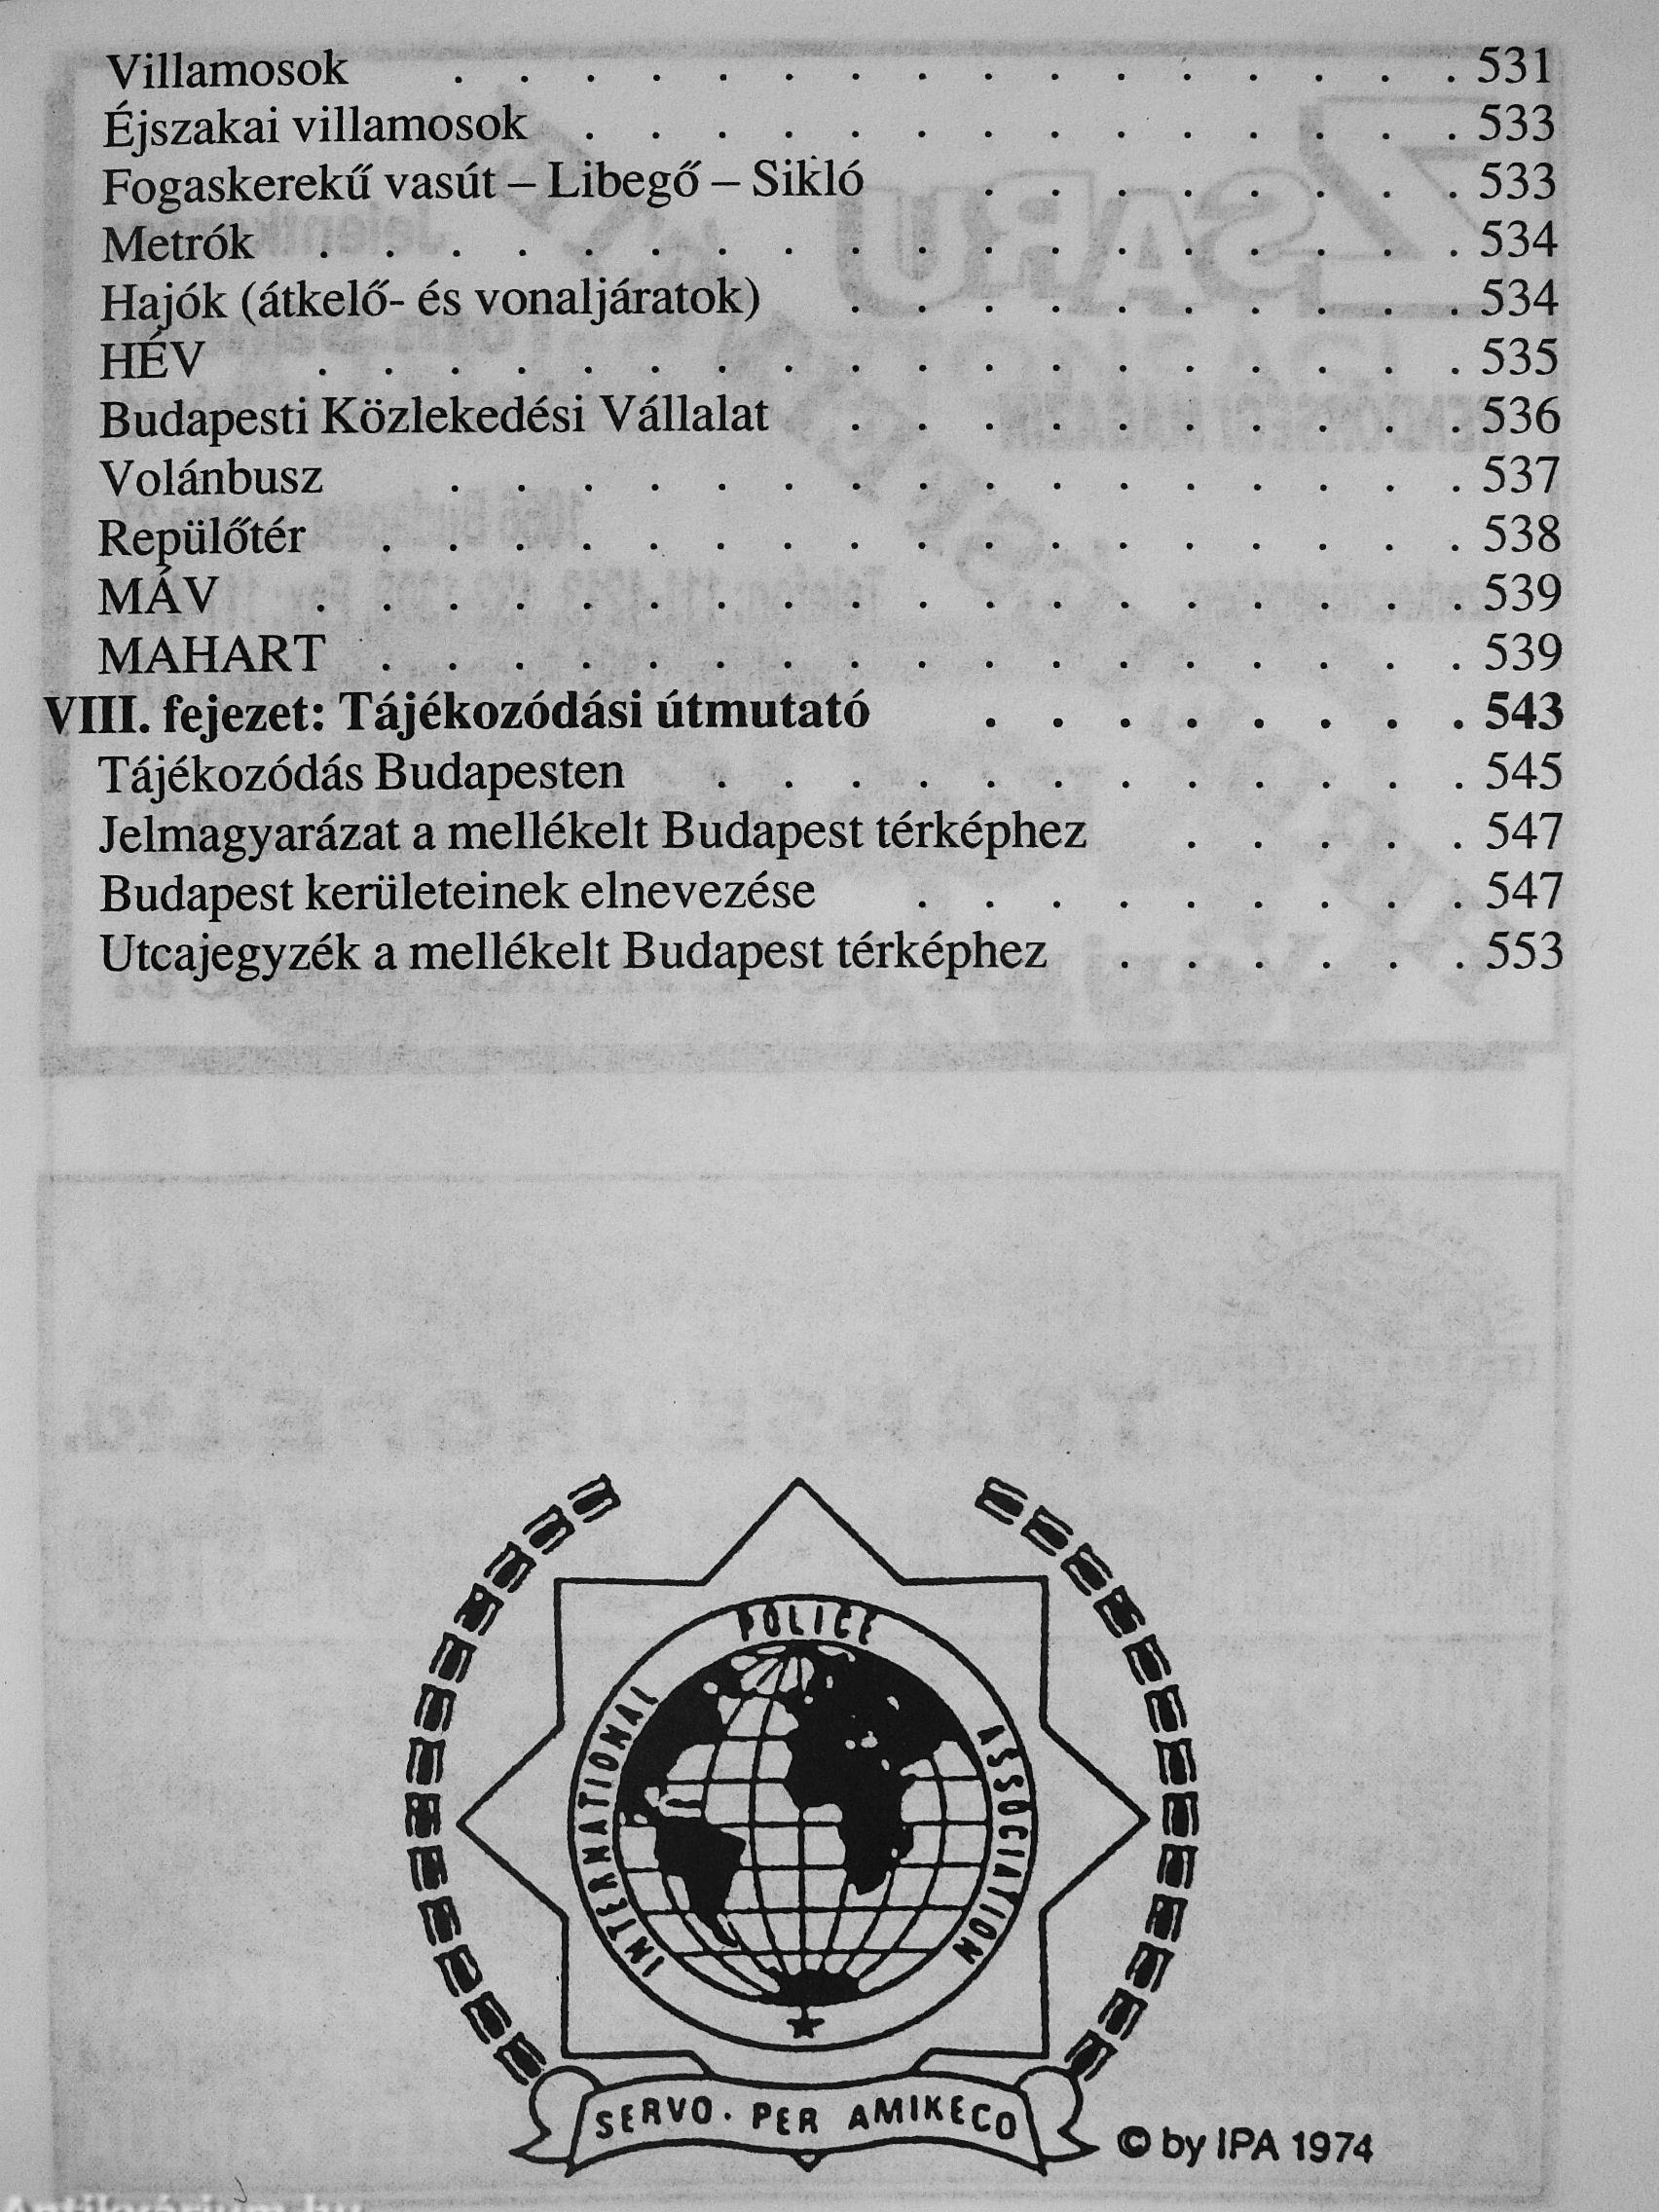 Villamosok . . . . . . . . . . . . . . . . 531
Éjszakai villamosok . . . . . . . . . . . . . . 533
Fogaskerekű vasút – Libegő – Sikló . . . . . . . . 533
Metrók . . . . . . . . . . . . . . . . . . 534
Hajók (átkelő- és vonaljáratok) . . . . . . . . . . 534
HÉV . . . . . . . . . . . . . . . . . . 535
Budapesti Közlekedési Vállalat . . . . . . . . . . 536
Volánbusz . . . . . . . . . . . . . . . . 537
Repülőtér . . . . . . . . . . . . . . . . . 538
MÁV . . . . . . . . . . . . . . . . . . 539
MAHART . . . . . . . . . . . . . . . . . 539
VIII. fejezet: Tájékozódási útmutató . . . . . . . . 543
Tájékozódás Budapesten . . . . . . . . . . . . 545
Jelmagyarázat a mellékelt Budapest térképhez . . . . . 547
Budapest kerületeinek elnevezése . . . . . . . . . 547
Utcajegyzék a mellékelt Budapest térképhez . . . . . . 553
INTERNATIONAL POLICE ASSOCIATION
SERVO . PER AMIKECO
© by IPA 1974
Antikvárium.hu